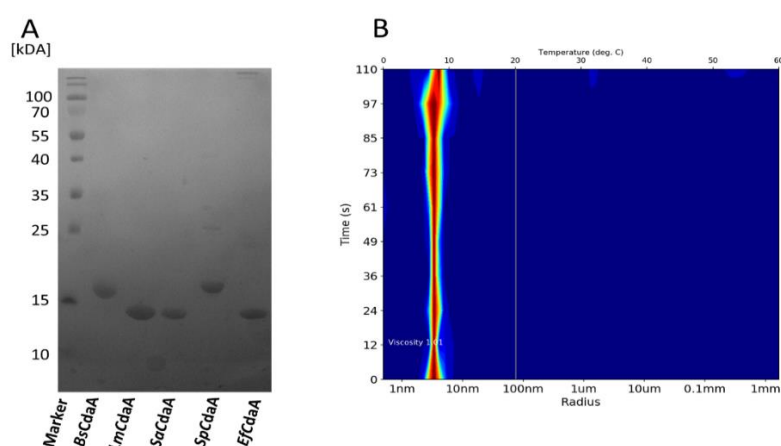 A
[kDA]
100
70
55
40
35
25
15
10
Marker
BsCdaA
LmCdaA
SaCdaA
SpCdaA
EfCdaA
B
Temperature (deg. C)
0 10 20 30 40 50 60
110
97
85
73
61
49
36
24
12
0
Time (s)
Viscosity 1.01
1nm 10nm 100nm 1um 10um 0.1mm 1mm
Radius